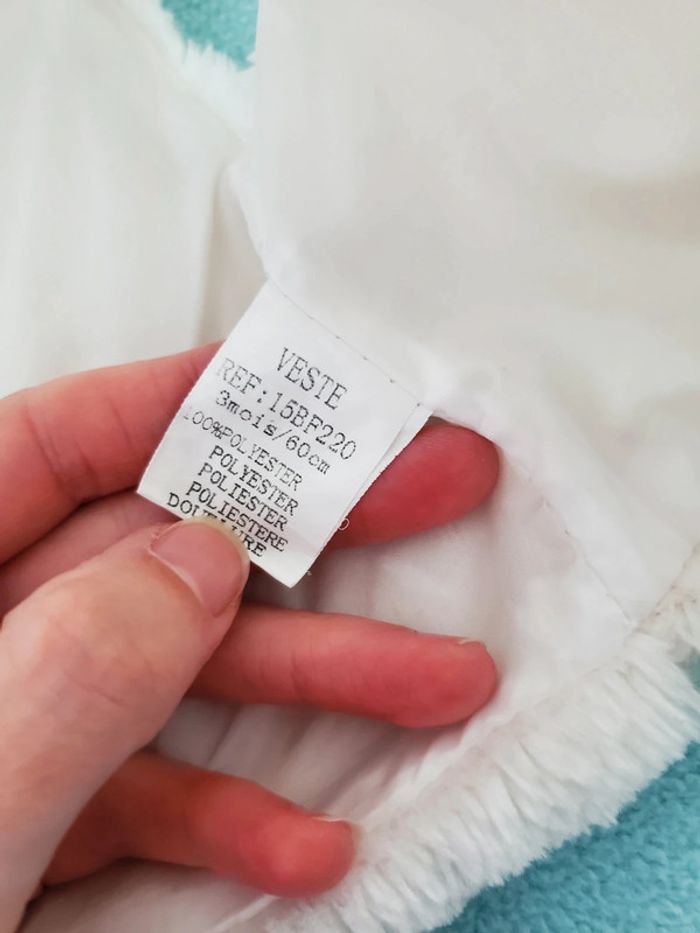 VESTE
REF:15BF220
3mois/60cm
100%POLYESTER
POLYESTER
POLIESTER
POLIESTERE